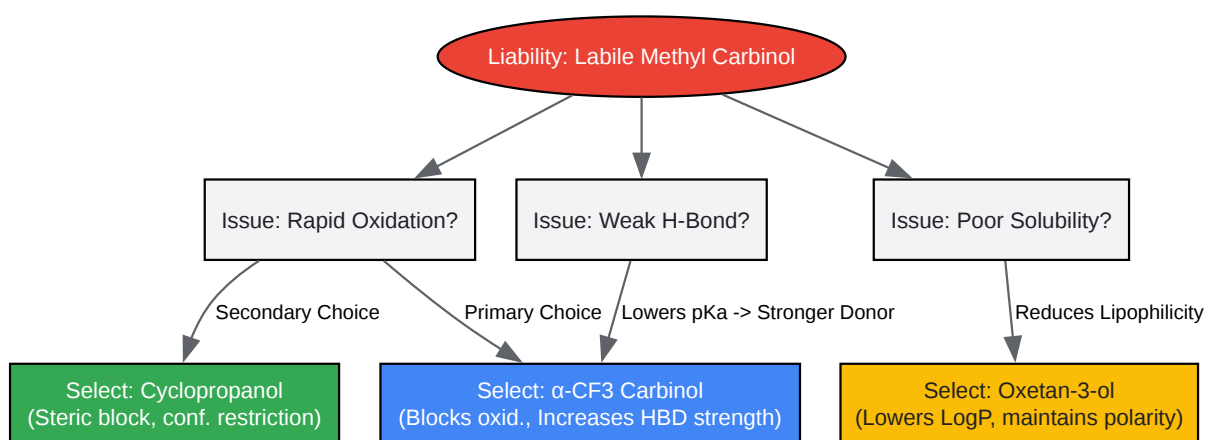 Liability: Labile Methyl Carbinol
Issue: Rapid Oxidation?
Issue: Weak H-Bond?
Issue: Poor Solubility?
Secondary Choice
Primary Choice
Lowers pKa -> Stronger Donor
Reduces Lipophilicity
Select: Cyclopropanol
(Steric block, conf. restriction)
Select: α-CF3 Carbinol
(Blocks oxid., Increases HBD strength)
Select: Oxetan-3-ol
(Lowers LogP, maintains polarity)